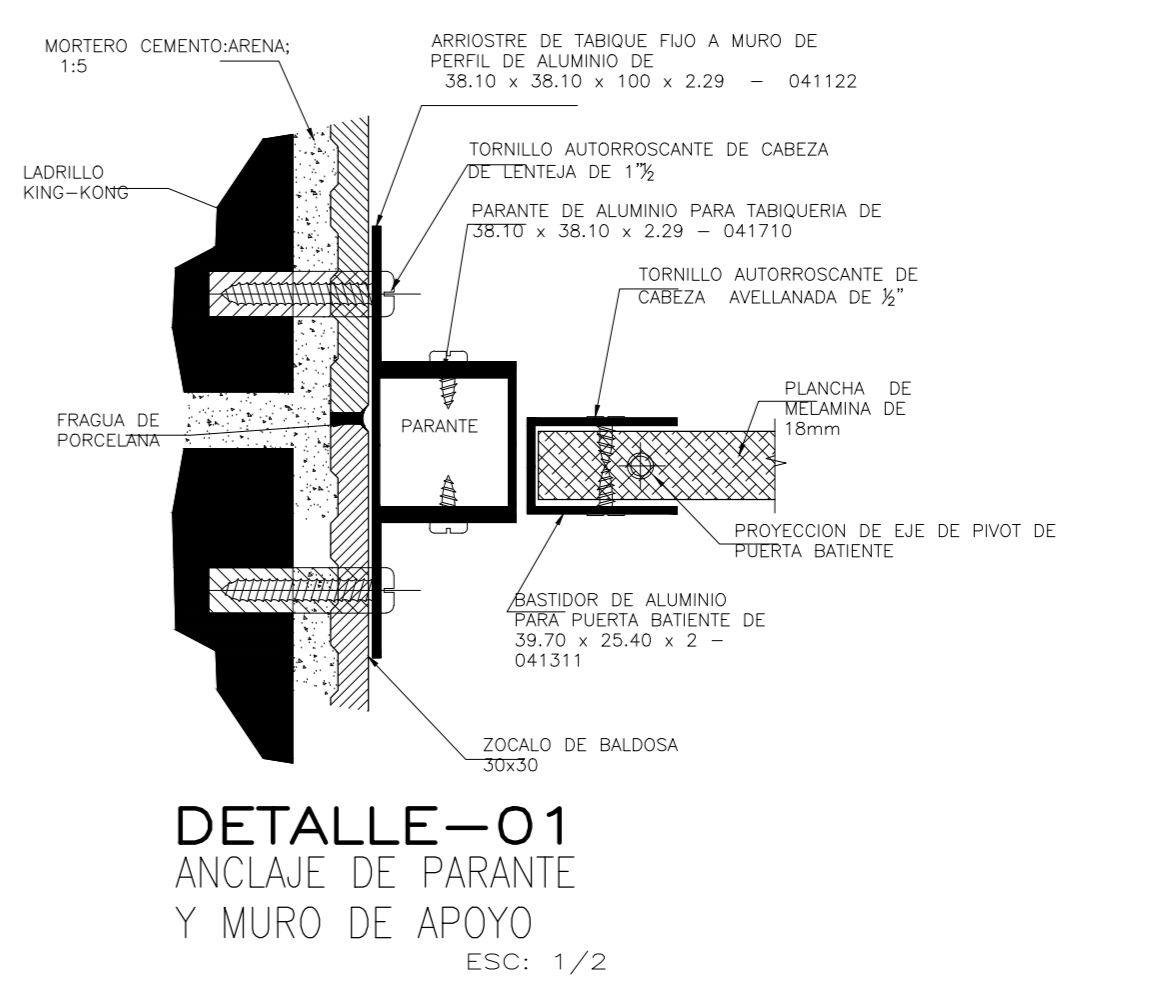 MORTERO CEMENTO:ARENA;
1:5
ARRIOSTRE DE TABIQUE FIJO A MURO DE
PERFIL DE ALUMINIO DE
38.10 x 38.10 x 100 x 2.29 - 041122
TORNILLO AUTORROSCANTE DE CABEZA
DE LENTEJA DE 1"½
LADRILLO
KING-KONG
PARANTE DE ALUMINIO PARA TABIQUERIA DE
38.10 x 38.10 x 2.29 - 041710
TORNILLO AUTORROSCANTE DE
CABEZA AVELLANADA DE ½"
PLANCHA DE
MELAMINA DE
18mm
FRAGUA DE
PORCELANA
PARANTE
PROYECCION DE EJE DE PIVOT DE
PUERTA BATIENTE
BASTIDOR DE ALUMINIO
PARA PUERTA BATIENTE DE
39.70 x 25.40 x 2 -
041311
ZOCALO DE BALDOSA
30x30
DETALLE-01
ANCLAJE DE PARANTE
Y MURO DE APOYO
ESC: 1/2